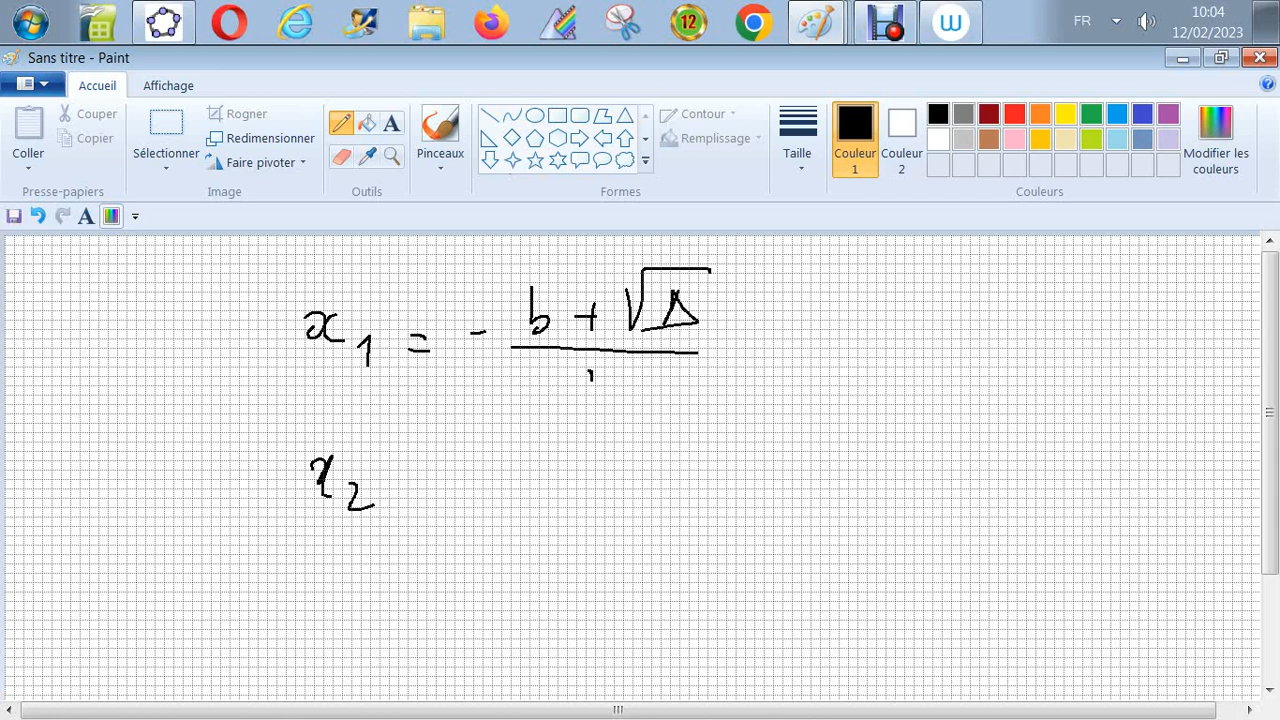 12
W
FR
10:04
12/02/2023
Sans titre - Paint
Accueil Affichage
Coller
Couper
Copier
Presse-papiers
Sélectionner
Rogner
Redimensionner
Faire pivoter
Image
A
Outils
Pinceaux
Contour
Remplissage
Formes
Taille
Couleur
1
Couleur
2
Modifier les
couleurs
Couleurs
A
x₁ = - b + √Δ
x₂